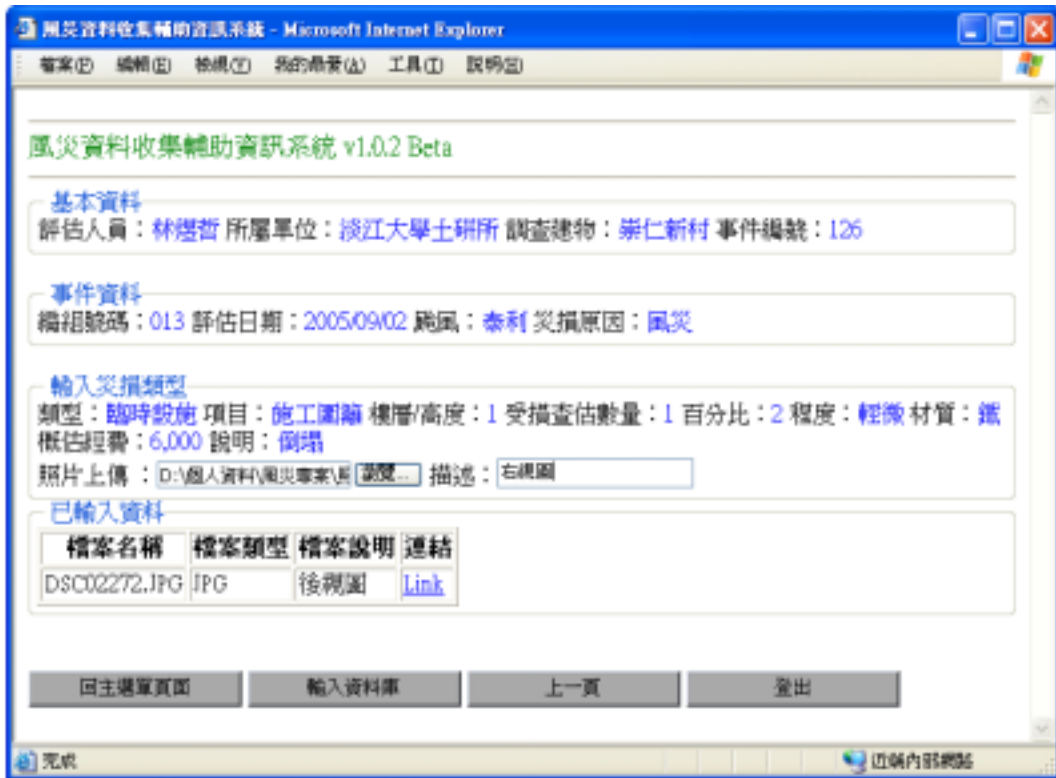 風災資料收集輔助資訊系統 - Microsoft Internet Explorer
檔案(F) 編輯(E) 檢視(V) 我的最愛(A) 工具(T) 說明(H)
風災資料收集輔助資訊系統 v1.0.2 Beta
基本資料
評估人員：林煜哲 所屬單位：淡江大學土研所 調查建物：崇仁新村 事件編號：126
事件資料
編組號碼：013 評估日期：2005/09/02 颱風：泰利 災損原因：風災
輸入災損類型
類型：臨時設施 項目：施工圍籬 樓層/高度：1 受損查估數量：1 百分比：2 程度：輕微 材質：鐵
概估經費：6,000 說明：倒塌
照片上傳：D:\個人資料\風災專案\ 瀏覽... 描述：右視圖
已輸入資料
檔案名稱 檔案類型 檔案說明 連結
DSC02272.JPG JPG 後視圖 Link
回主選單頁面 輸入資料庫 上一頁 登出
完成 近端內部網路